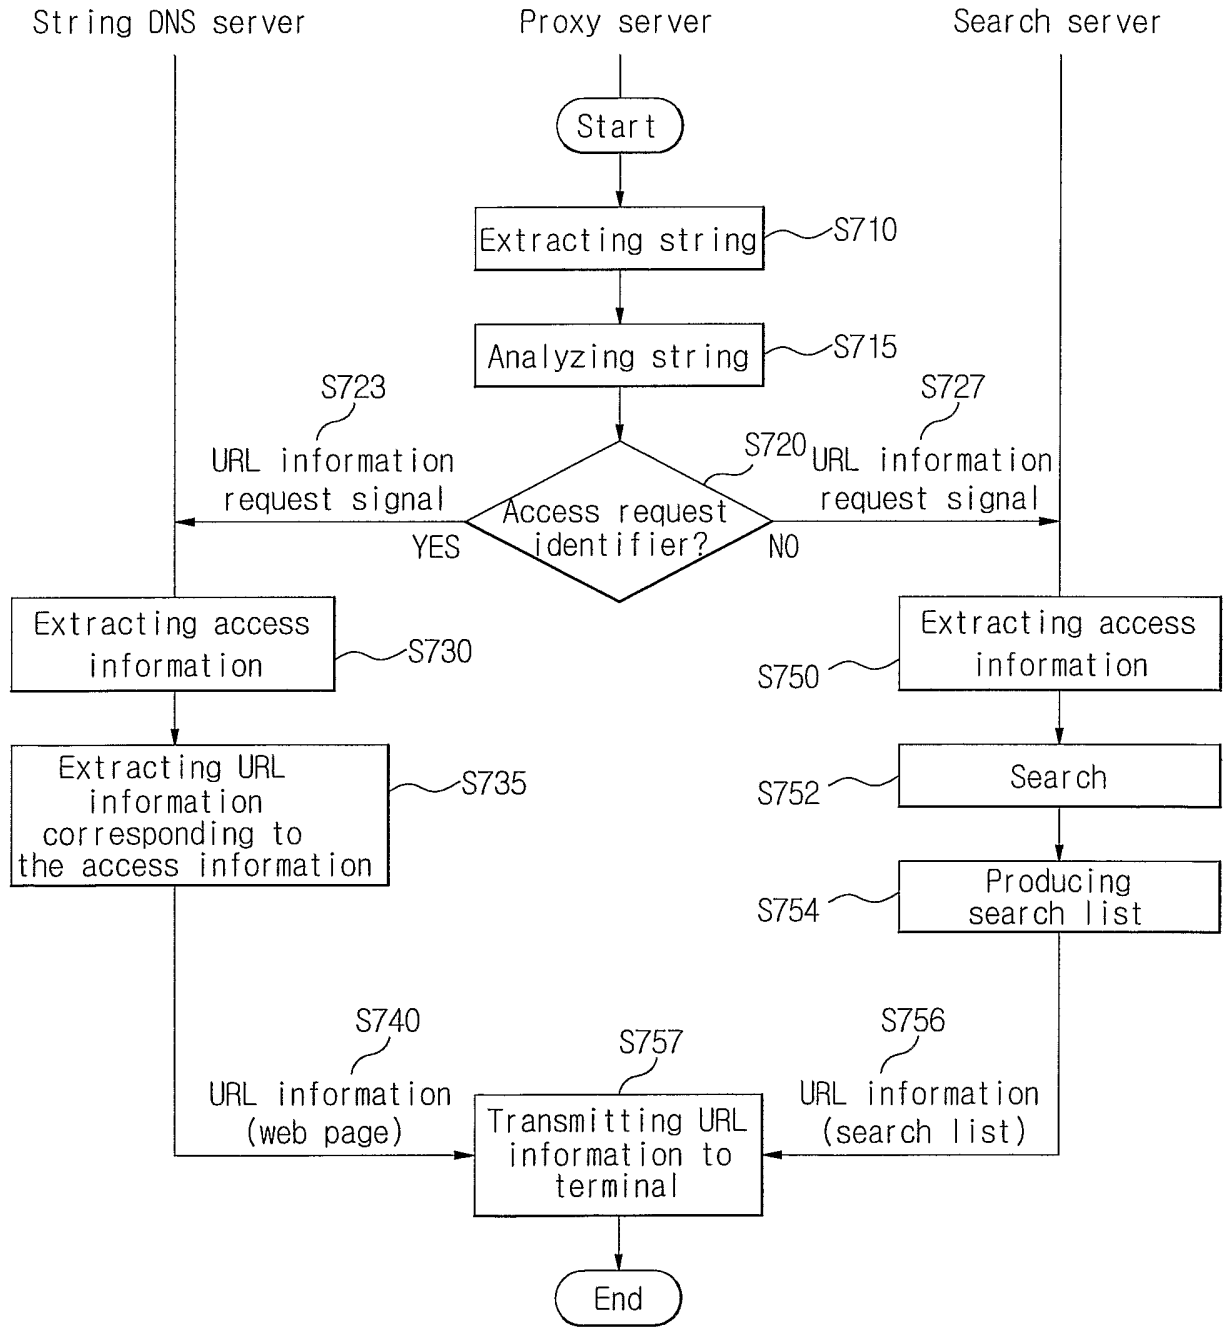 String DNS server
Proxy server
Search server
Start
Extracting string
S710
Analyzing string
S715
S723
URL information
request signal
S720
S727
URL information
request signal
Access request
identifier?
YES
NO
Extracting access
information
S730
Extracting access
information
S750
Extracting URL
information
corresponding to
the access information
S735
Search
S752
Producing
search list
S754
S740
URL information
(web page)
S757
Transmitting URL
information to
terminal
S756
URL information
(search list)
End